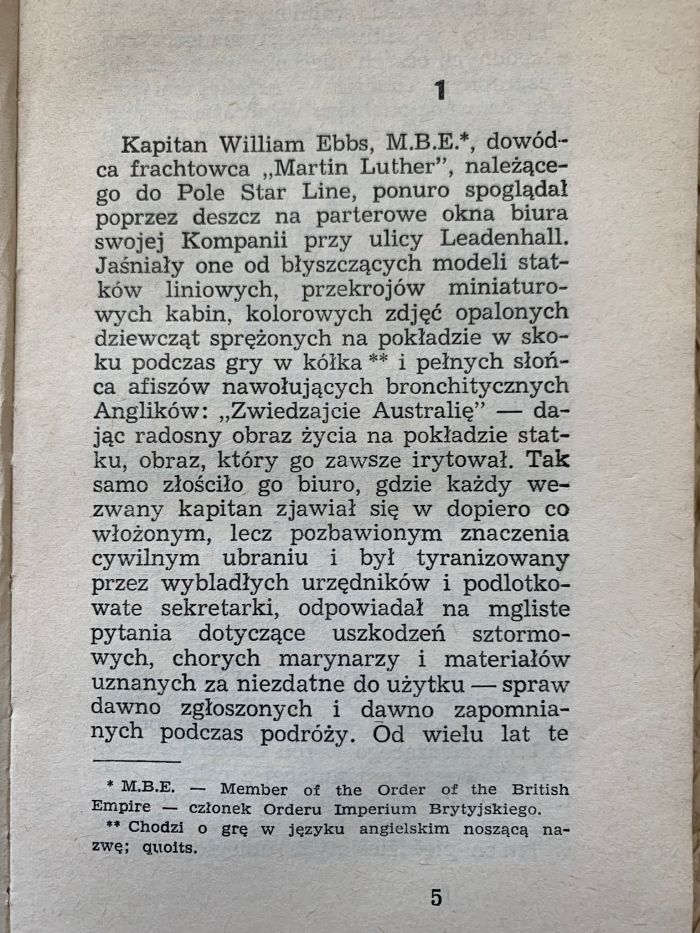 1
Kapitan William Ebbs, M.B.E.*, dowód-
ca frachtowca „Martin Luther”, należące-
go do Pole Star Line, ponuro spoglądał
poprzez deszcz na parterowe okna biura
swojej Kompanii przy ulicy Leadenhall.
Jaśniały one od błyszczących modeli stat-
ków liniowych, przekrojów miniaturo-
wych kabin, kolorowych zdjęć opalonych
dziewcząt sprężonych na pokładzie w sko-
ku podczas gry w kółka ** i pełnych słoń-
ca afiszów nawołujących bronchitycznych
Anglików: „Zwiedzajcie Australię” — da-
jąc radosny obraz życia na pokładzie stat-
ku, obraz, który go zawsze irytował. Tak
samo złościło go biuro, gdzie każdy we-
zwany kapitan zjawiał się w dopiero co
włożonym, lecz pozbawionym znaczenia
cywilnym ubraniu i był tyranizowany
przez wybladłych urzędników i podlotko-
wate sekretarki, odpowiadał na mgliste
pytania dotyczące uszkodzeń sztormo-
wych, chorych marynarzy i materiałów
uznanych za niezdatne do użytku — spraw
dawno zgłoszonych i dawno zapomnia-
nych podczas podróży. Od wielu lat te
* M.B.E. — Member of the Order of the British
Empire — członek Orderu Imperium Brytyjskiego.
** Chodzi o grę w języku angielskim noszącą na-
zwę; quoits.
5